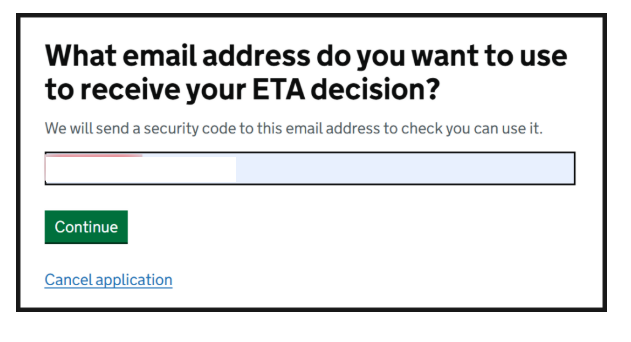 What email address do you want to use
to receive your ETA decision?
We will send a security code to this email address to check you can use it.
Continue
Cancel application